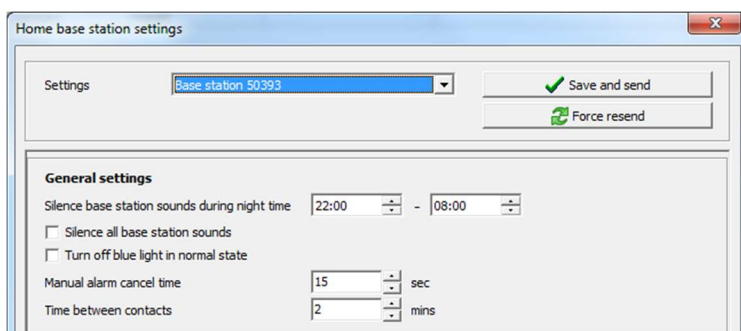 Home base station settings
Settings Base station 50393 Save and send
Force resend
General settings
Silence base station sounds during night time 22:00 - 08:00
Silence all base station sounds
Turn off blue light in normal state
Manual alarm cancel time 15 sec
Time between contacts 2 mins